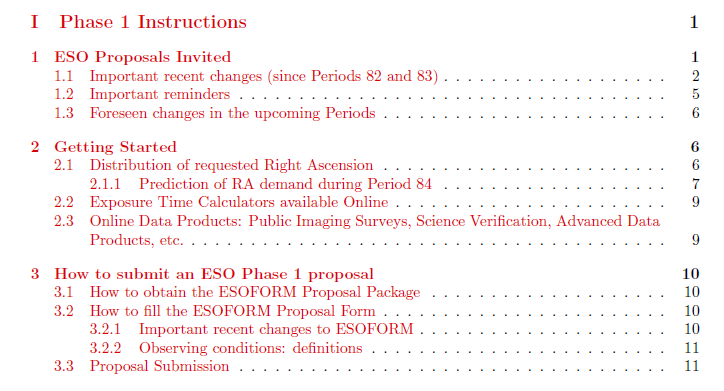 I Phase 1 Instructions 1
1 ESO Proposals Invited 1
1.1 Important recent changes (since Periods 82 and 83) . . . . . . . . . . . . . . . . . . . 2
1.2 Important reminders . . . . . . . . . . . . . . . . . . . . . . . . . . . . . . . . . . . . 5
1.3 Foreseen changes in the upcoming Periods . . . . . . . . . . . . . . . . . . . . . . . . 6
2 Getting Started 6
2.1 Distribution of requested Right Ascension . . . . . . . . . . . . . . . . . . . . . . . . 6
2.1.1 Prediction of RA demand during Period 84 . . . . . . . . . . . . . . . . . . . 7
2.2 Exposure Time Calculators available Online . . . . . . . . . . . . . . . . . . . . . . . 9
2.3 Online Data Products: Public Imaging Surveys, Science Verification, Advanced Data
Products, etc. . . . . . . . . . . . . . . . . . . . . . . . . . . . . . . . . . . . . . . . . 9
3 How to submit an ESO Phase 1 proposal 10
3.1 How to obtain the ESOFORM Proposal Package . . . . . . . . . . . . . . . . . . . . 10
3.2 How to fill the ESOFORM Proposal Form . . . . . . . . . . . . . . . . . . . . . . . . 10
3.2.1 Important recent changes to ESOFORM . . . . . . . . . . . . . . . . . . . . . 10
3.2.2 Observing conditions: definitions . . . . . . . . . . . . . . . . . . . . . . . . . 11
3.3 Proposal Submission . . . . . . . . . . . . . . . . . . . . . . . . . . . . . . . . . . . . 11